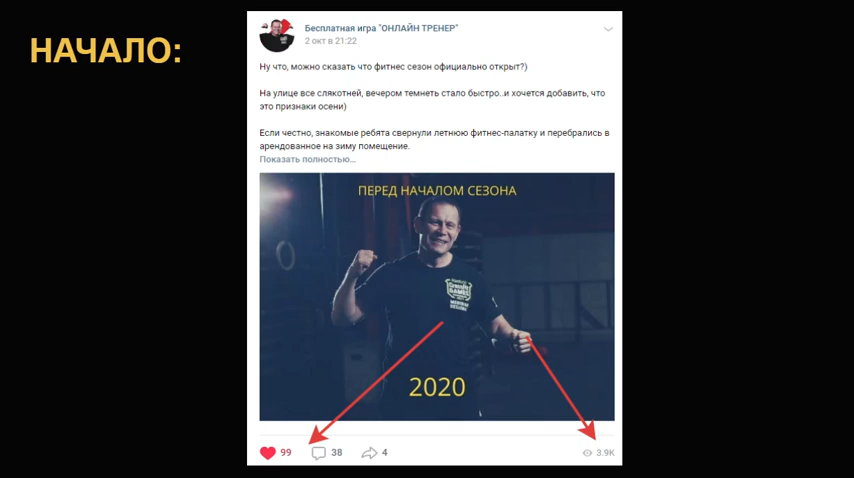 НАЧАЛО:
Бесплатная игра "ОНЛАЙН ТРЕНЕР"
2 окт в 21:22
Ну что, можно сказать что фитнес сезон официально открыт?)
На улице все слякотней, вечером темнеть стало быстро..и хочется добавить, что
это признаки осени)
Если честно, знакомые ребята свернули летнюю фитнес-палатку и перебрались в
арендованное на зиму помещение.
Показать полностью...
ПЕРЕД НАЧАЛОМ СЕЗОНА
CrossFit
GAMES
2020
99 38 4 3.9K